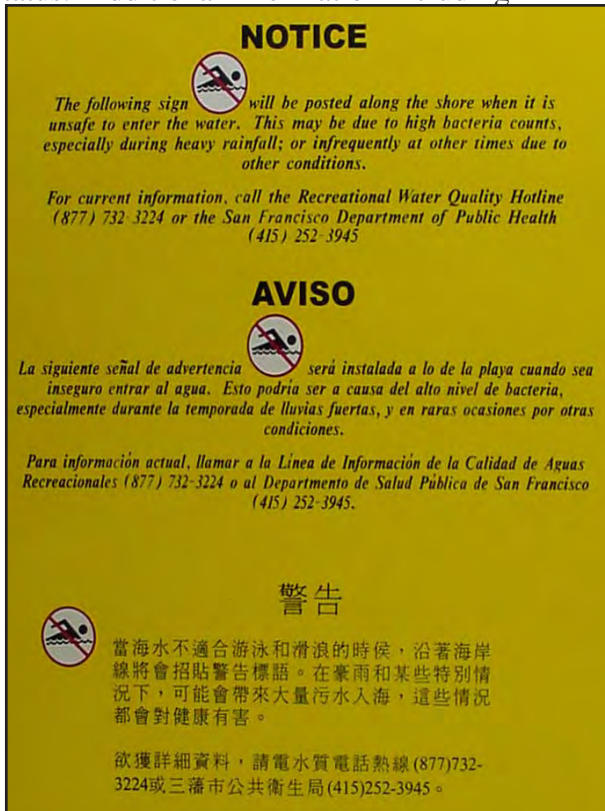 NOTICE
The following sign will be posted along the shore when it is
unsafe to enter the water. This may be due to high bacteria counts,
especially during heavy rainfall; or infrequently at other times due to
other conditions.
For current information, call the Recreational Water Quality Hotline
(877) 732-3224 or the San Francisco Department of Public Health
(415) 252-3945
AVISO
La siguiente señal de advertencia será instalada a lo de la playa cuando sea
inseguro entrar al agua. Esto podría ser a causa del alto nivel de bacteria,
especialmente durante la temporada de lluvias fuertes, y en raras ocasiones por otras
condiciones.
Para información actual, llamar a la Línea de Información de la Calidad de Aguas
Recreacionales (877) 732-3224 o al Departmento de Salud Pública de San Francisco
(415) 252-3945.
警告
當海水不適合游泳和滑浪的時侯，沿著海岸
線將會招貼警告標語。在豪雨和某些特別情
況下，可能會帶來大量污水入海，這些情況
都會對健康有害。
欲獲詳細資料，請電水質電話熱線(877)732-
3224或三藩市公共衛生局(415)252-3945。